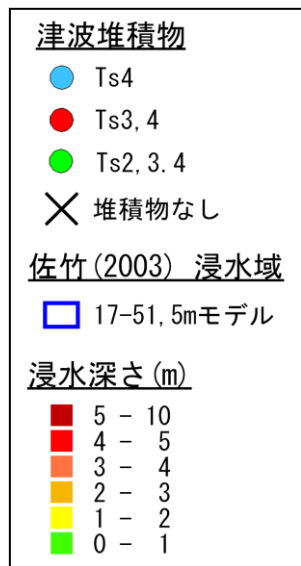 津波堆積物
Ts4
Ts3,4
Ts2,3.4
堆積物なし
佐竹(2003) 浸水域
17-51,5mモデル
浸水深さ(m)
5 - 10
4 - 5
3 - 4
2 - 3
1 - 2
0 - 1